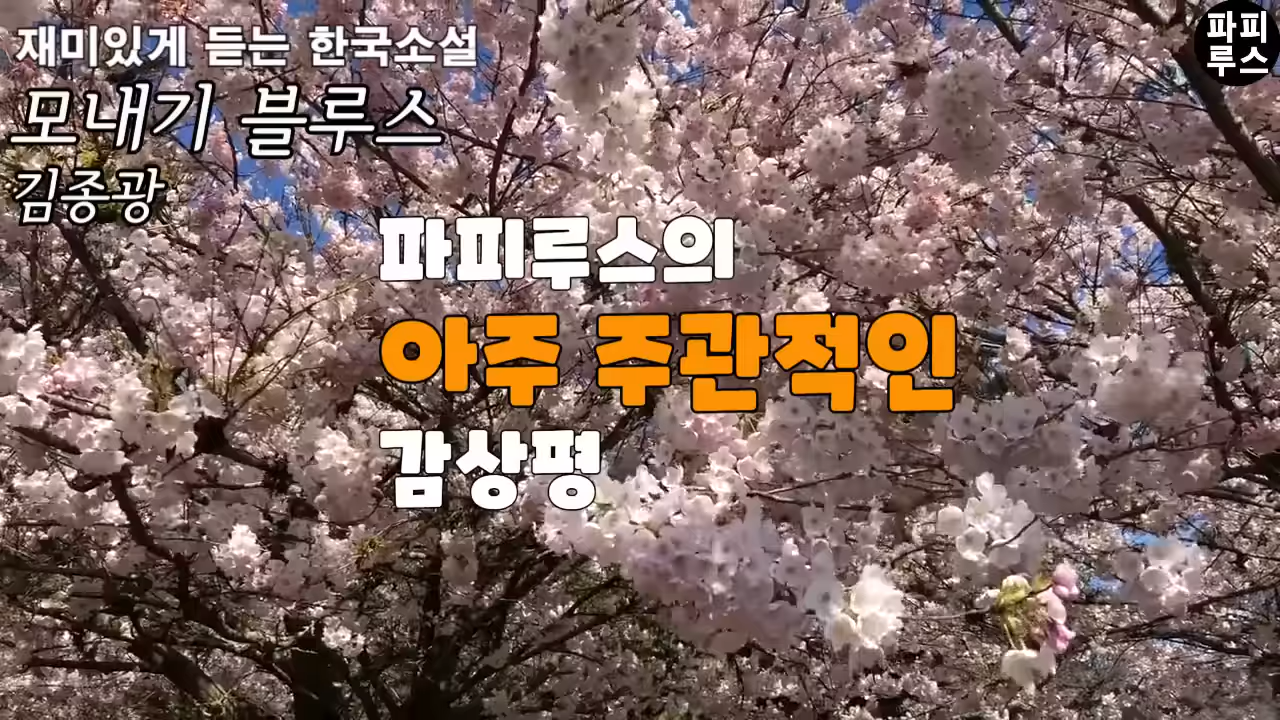 재미있게 듣는 한국소설
모내기 블루스
김종광
파피
루스
파피루스의
아주 주관적인
감상평